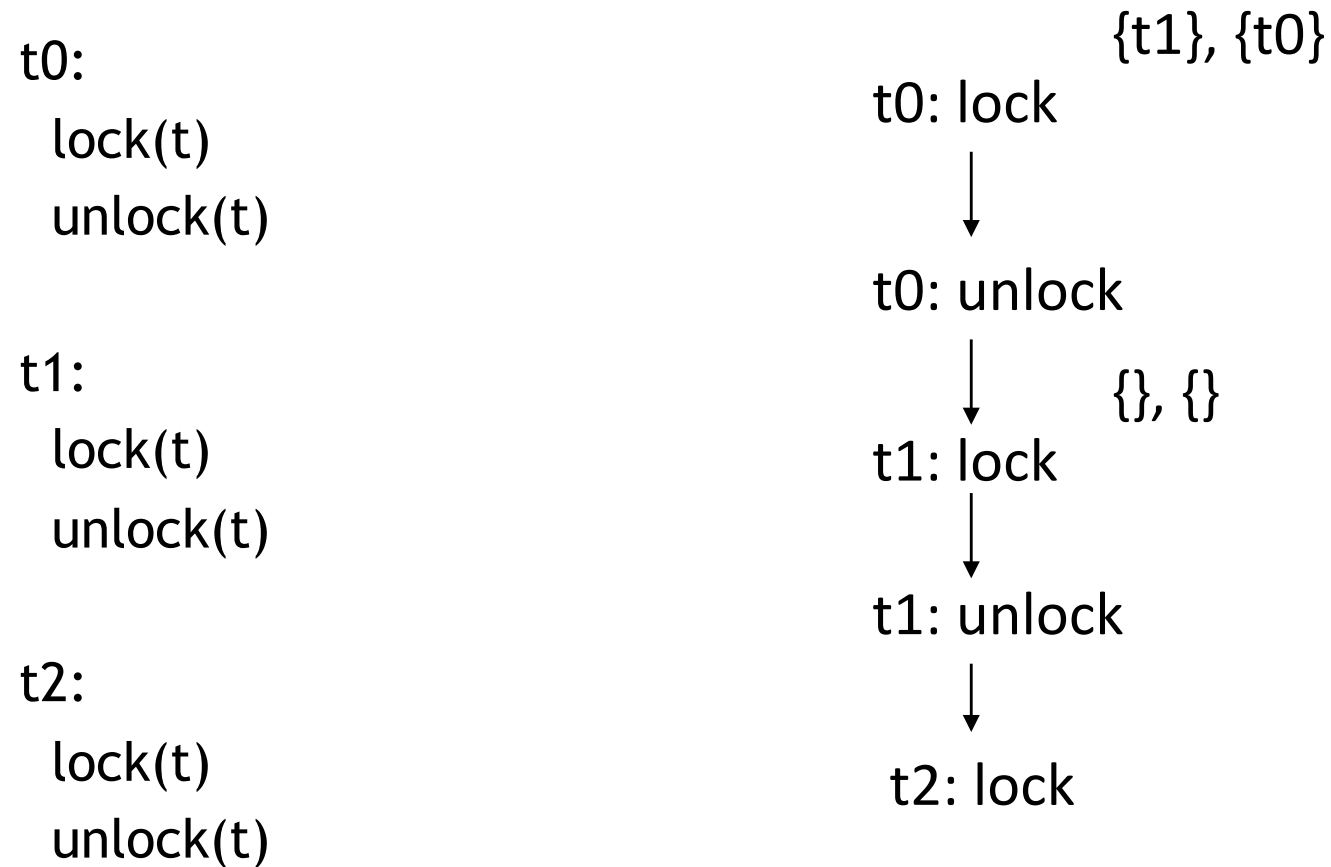 t0:
lock(t)
unlock(t)
t1:
lock(t)
unlock(t)
t2:
lock(t)
unlock(t)
{t1}, {t0}
t0: lock
t0: unlock
{}, {}
t1: lock
t1: unlock
t2: lock